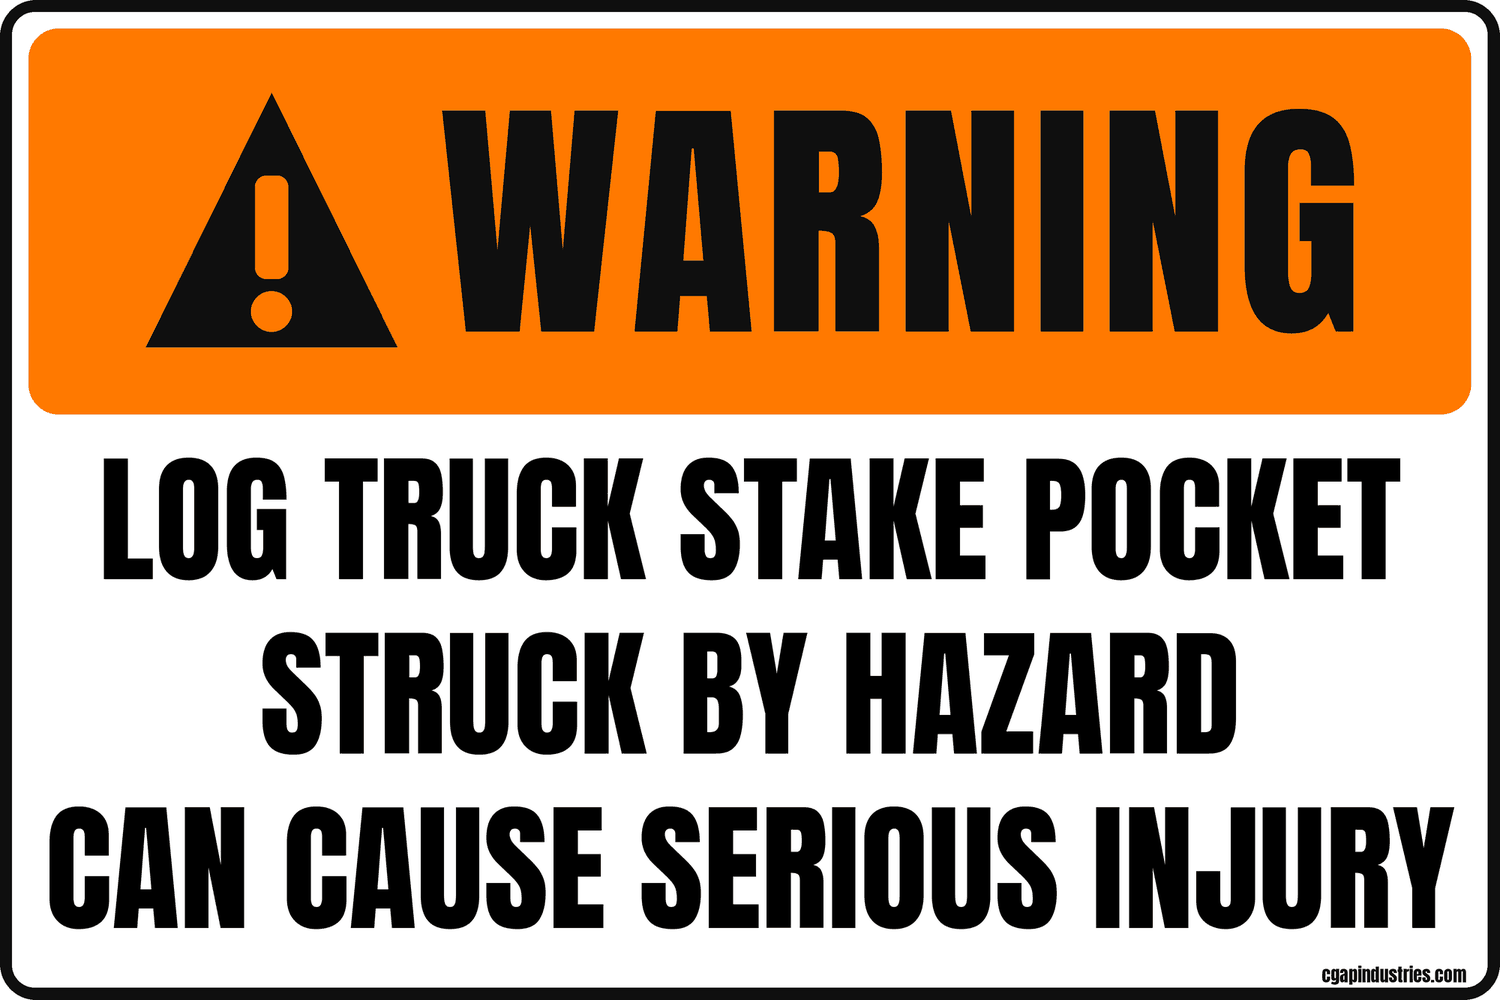 WARNING
LOG TRUCK STAKE POCKET
STRUCK BY HAZARD
CAN CAUSE SERIOUS INJURY
cgapindustries.com